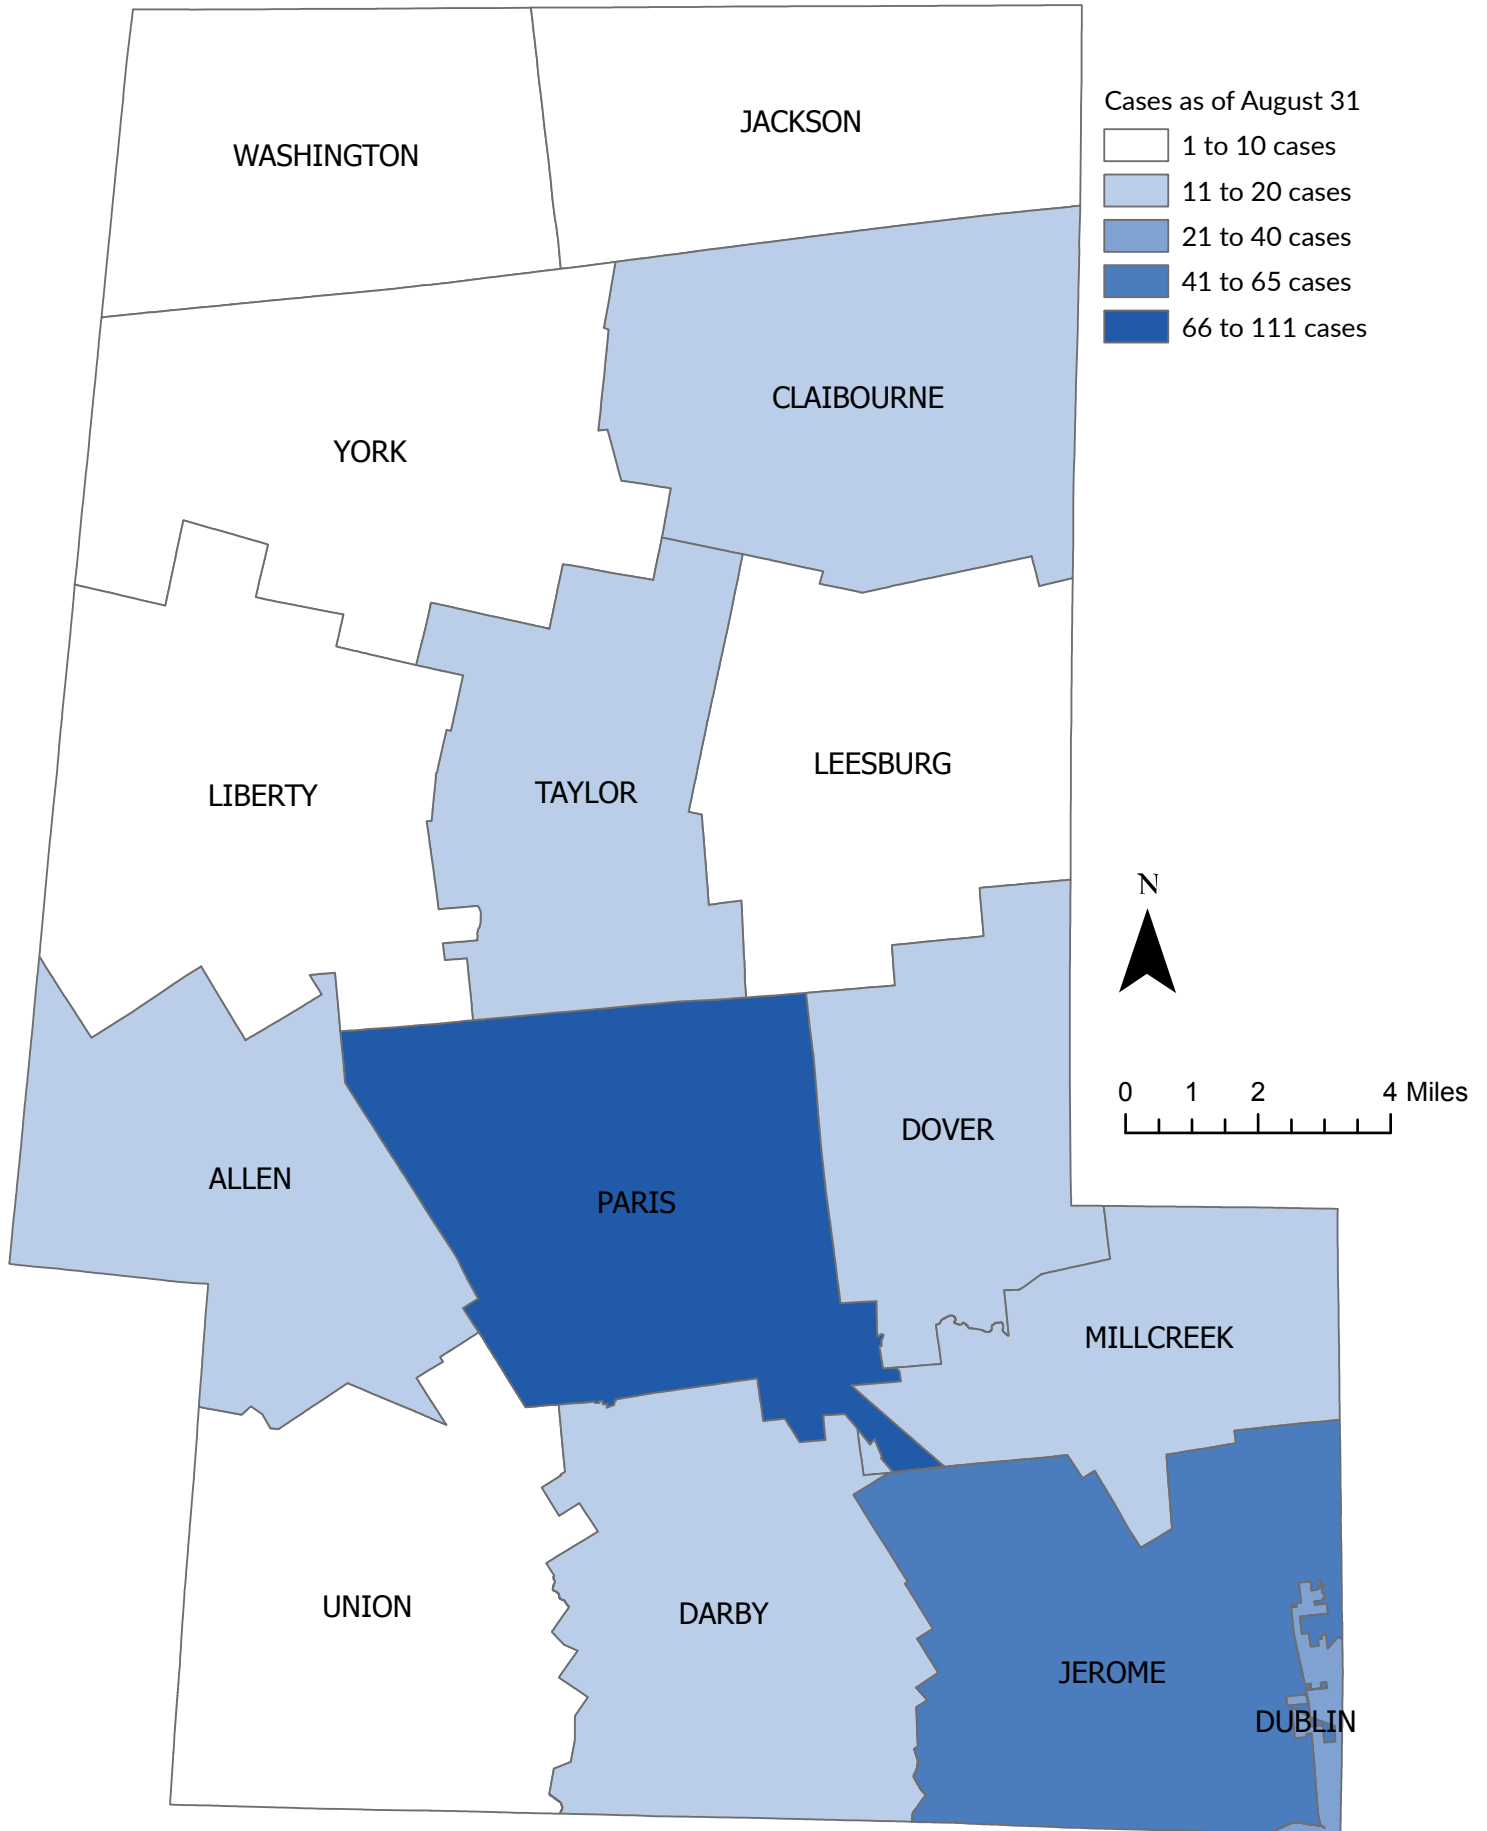 JACKSON
WASHINGTON
Cases as of August 31
1 to 10 cases
11 to 20 cases
21 to 40 cases
41 to 65 cases
66 to 111 cases
CLAIBOURNE
YORK
LEESBURG
LIBERTY
TAYLOR
N
0 1 2 4 Miles
DOVER
ALLEN
PARIS
MILLCREEK
UNION
DARBY
JEROME
DUBLIN